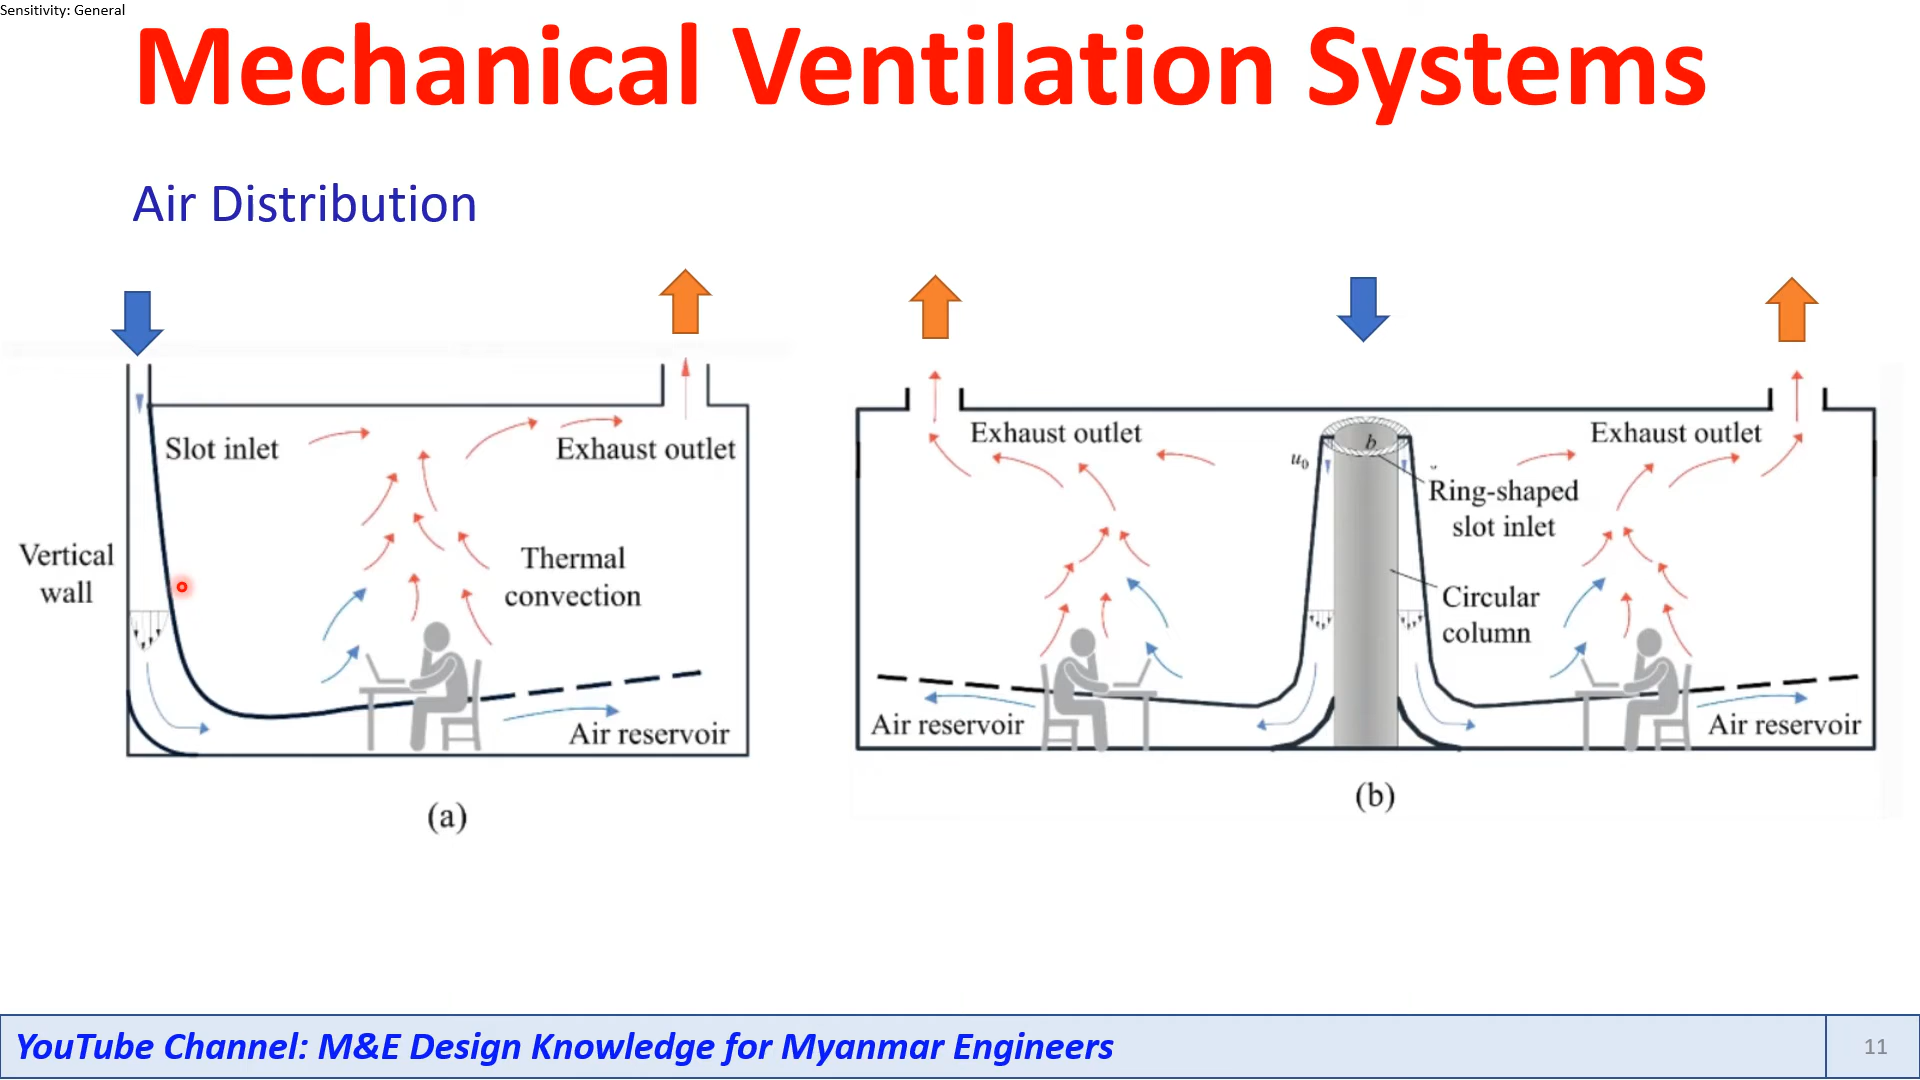 Sensitivity: General
Mechanical Ventilation Systems
Air Distribution
Slot inlet
Exhaust outlet
Vertical
wall
Thermal
convection
Air reservoir
(a)
Exhaust outlet
b
u0
Exhaust outlet
Ring-shaped
slot inlet
Circular
column
Air reservoir
Air reservoir
(b)
YouTube Channel: M&E Design Knowledge for Myanmar Engineers
11